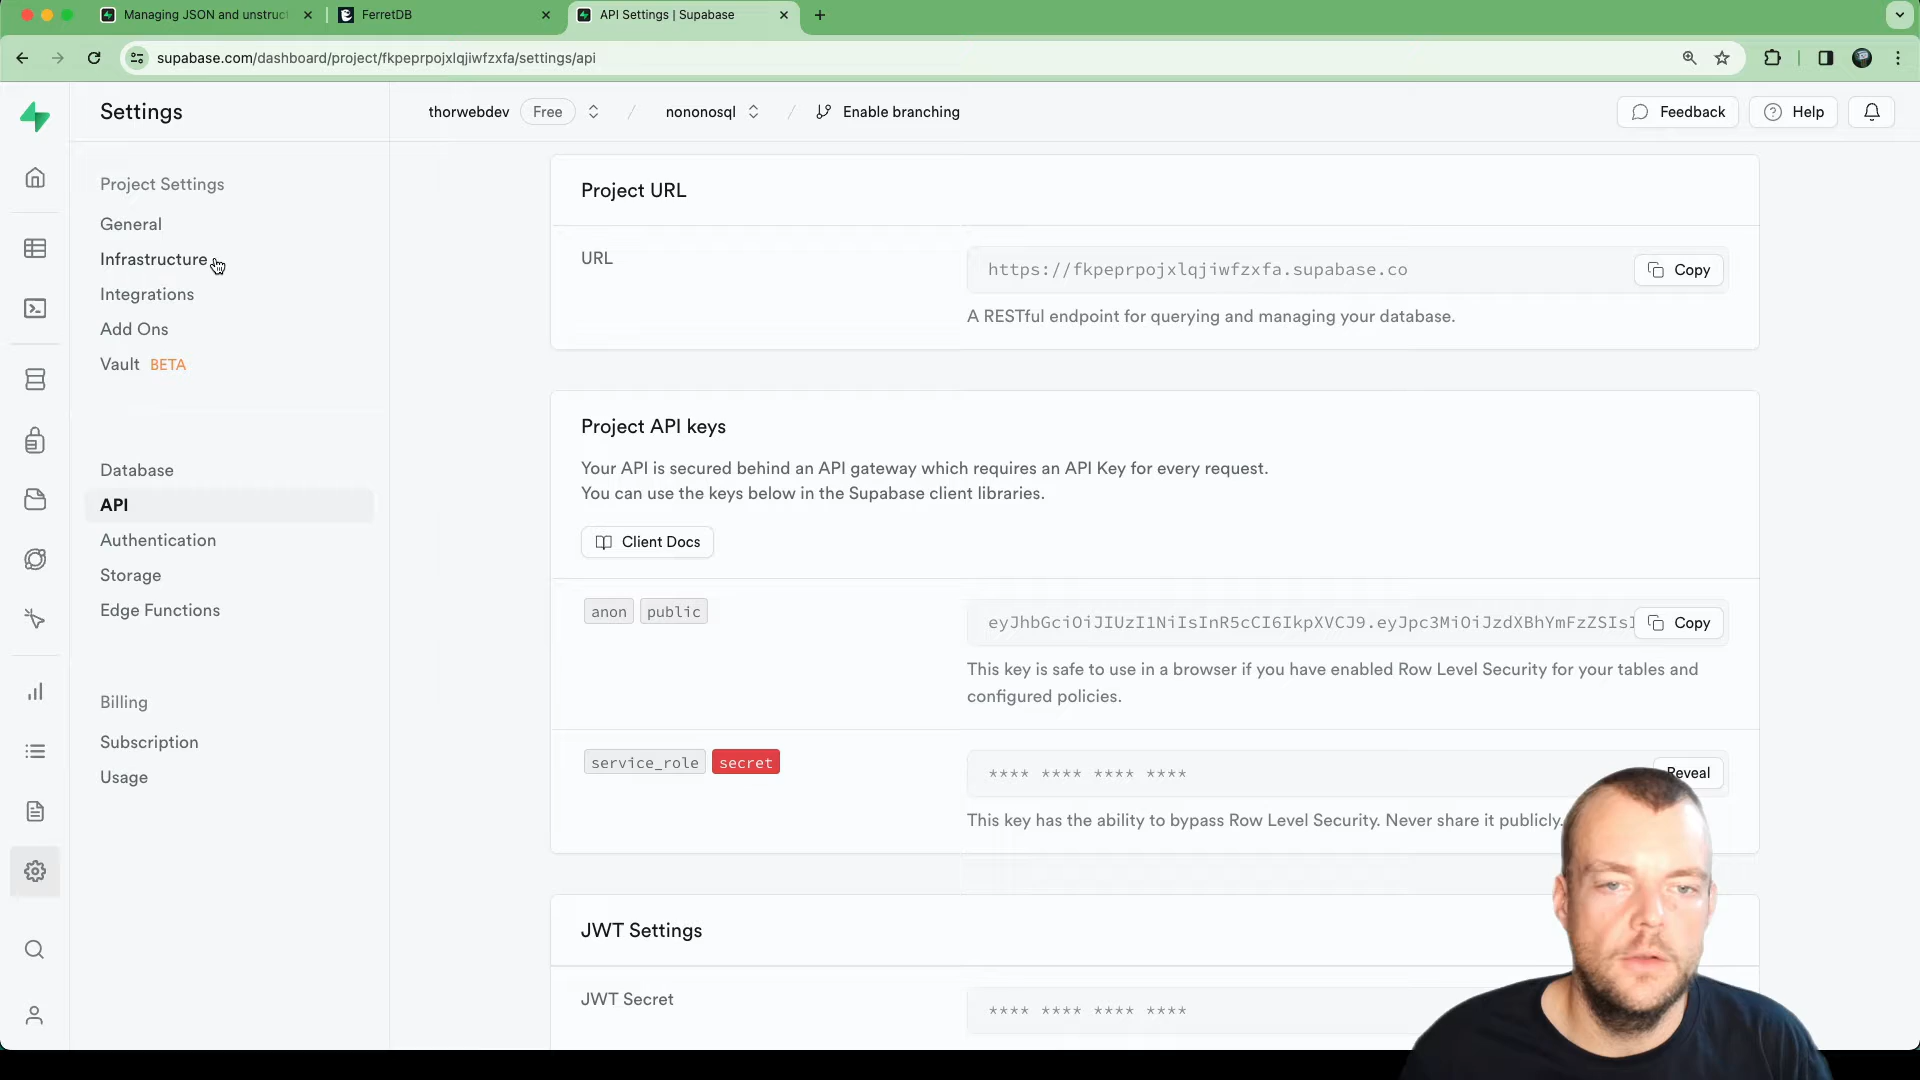 Managing JSON and unstruct
FerretDB
API Settings | Supabase
supabase.com/dashboard/project/fkpeprpojxlqjiwfzxfa/settings/api
Settings
thorwebdev Free / nononosql / Enable branching
Feedback
Help
Project Settings
General
Infrastructure
Integrations
Add Ons
Vault BETA
Database
API
Authentication
Storage
Edge Functions
Billing
Subscription
Usage
Project URL
URL
https://fkpeprpojxlqjiwfzxfa.supabase.co
Copy
A RESTful endpoint for querying and managing your database.
Project API keys
Your API is secured behind an API gateway which requires an API Key for every request.
You can use the keys below in the Supabase client libraries.
Client Docs
anon public
eyJhbGciOiJIUzI1NiIsInR5cCI6IkpXVCJ9.eyJpc3MiOiJzdXBhYmFzZSIsI
Copy
This key is safe to use in a browser if you have enabled Row Level Security for your tables and
configured policies.
service_role secret
**** **** **** ****
Reveal
This key has the ability to bypass Row Level Security. Never share it publicly.
JWT Settings
JWT Secret
**** **** **** ****